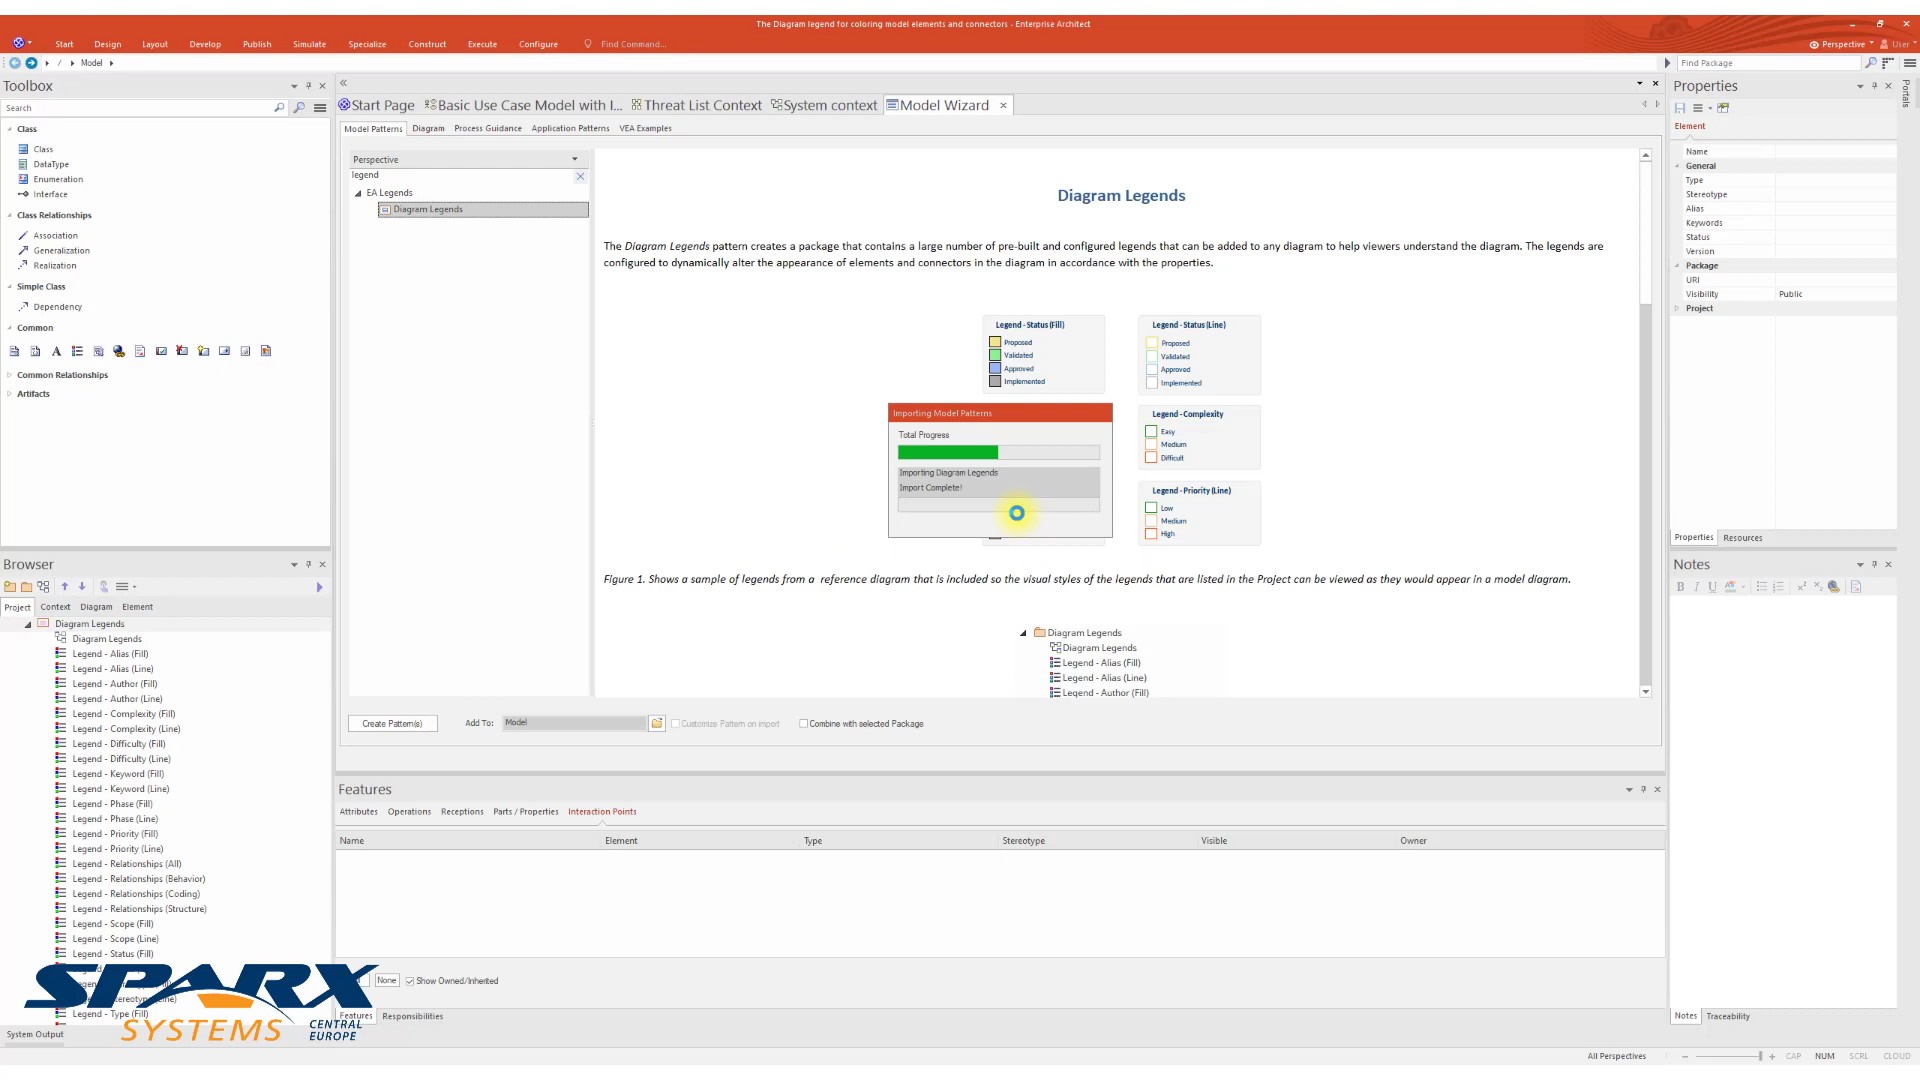 The Diagram legend for coloring model elements and connectors - Enterprise Architect
Start Design Layout Develop Publish Simulate Specialize Construct Execute Configure Find Command...
Perspective User
/ Model
Find Package
Toolbox
Search
Class
Class
DataType
Enumeration
Interface
Class Relationships
Association
Generalization
Realization
Simple Class
Dependency
Common
Common Relationships
Artifacts
Browser
Project Context Diagram Element
Diagram Legends
Diagram Legends
Legend - Alias (Fill)
Legend - Alias (Line)
Legend - Author (Fill)
Legend - Author (Line)
Legend - Complexity (Fill)
Legend - Complexity (Line)
Legend - Difficulty (Fill)
Legend - Difficulty (Line)
Legend - Keyword (Fill)
Legend - Keyword (Line)
Legend - Phase (Fill)
Legend - Phase (Line)
Legend - Priority (Fill)
Legend - Priority (Line)
Legend - Relationships (All)
Legend - Relationships (Behavior)
Legend - Relationships (Coding)
Legend - Relationships (Structure)
Legend - Scope (Fill)
Legend - Scope (Line)
Legend - Status (Fill)
Legend - Type (Fill)
SPARX
SYSTEMS
CENTRAL
EUROPE
System Output
Start Page Basic Use Case Model with I... Threat List Context System context Model Wizard
Model Patterns Diagram Process Guidance Application Patterns VEA Examples
Perspective
legend
EA Legends
Diagram Legends
Diagram Legends
The Diagram Legends pattern creates a package that contains a large number of pre-built and configured legends that can be added to any diagram to help viewers understand the diagram. The legends are
configured to dynamically alter the appearance of elements and connectors in the diagram in accordance with the properties.
Legend - Status (Fill)
Proposed
Validated
Approved
Implemented
Legend - Status (Line)
Proposed
Validated
Approved
Implemented
Legend - Complexity
Easy
Medium
Difficult
Legend - Priority (Line)
Low
Medium
High
Importing Model Patterns
Total Progress
Importing Diagram Legends
Import Complete!
Figure 1. Shows a sample of legends from a reference diagram that is included so the visual styles of the legends that are listed in the Project can be viewed as they would appear in a model diagram.
Diagram Legends
Diagram Legends
Legend - Alias (Fill)
Legend - Alias (Line)
Legend - Author (Fill)
Create Pattern(s) Add To: Model Customize Pattern on import Combine with selected Package
Features
Attributes Operations Receptions Parts / Properties Interaction Points
Name Element Type Stereotype Visible Owner
None Show Owned/Inherited
Features Responsibilities
Properties
Element
Name
General
Type
Stereotype
Alias
Keywords
Status
Version
Package
URI
Visibility Public
Project
Properties Resources
Portals
Notes
B I U
Notes Traceability
All Perspectives CAP NUM SCRL CLOUD